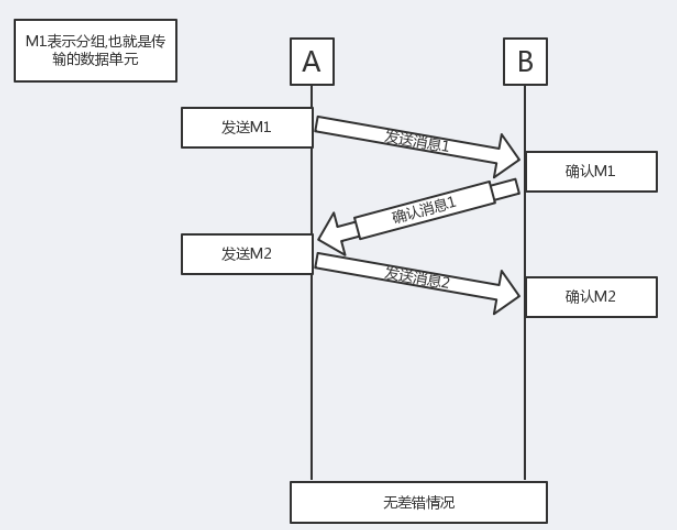 M1表示分组,也就是传
输的数据单元
A
B
发送M1
发送消息1
确认M1
确认消息1
发送M2
发送消息2
确认M2
无差错情况